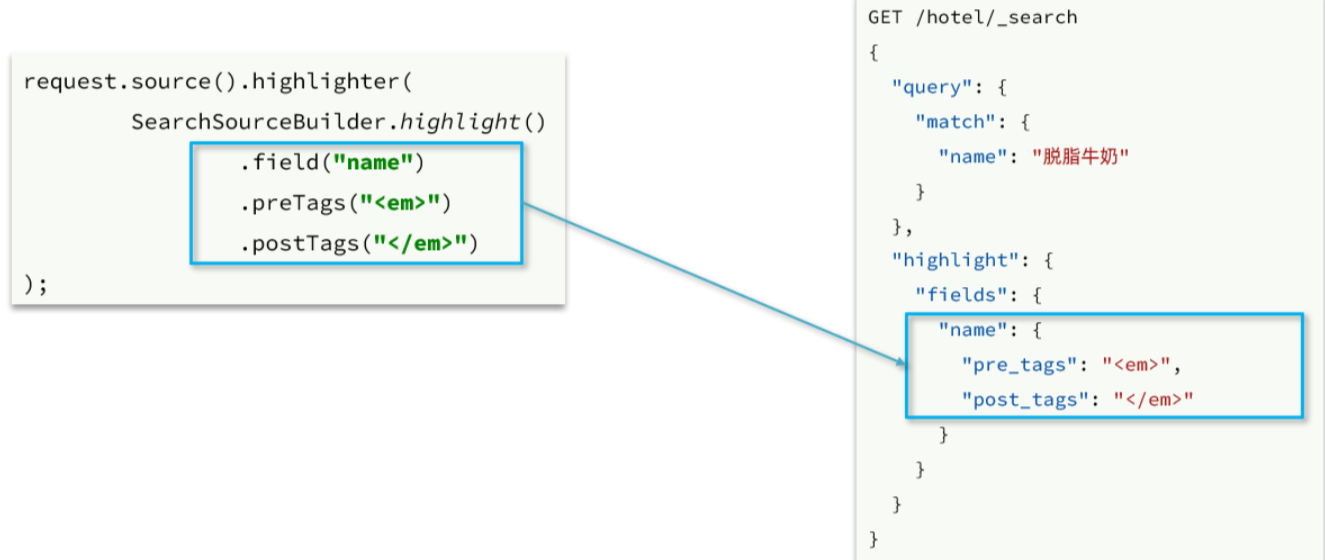 request.source().highlighter(
        SearchSourceBuilder.highlight()
                .field("name")
                .preTags("<em>")
                .postTags("</em>")
);
GET /hotel/_search
{
  "query": {
    "match": {
      "name": "脱脂牛奶"
    }
  },
  "highlight": {
    "fields": {
      "name": {
        "pre_tags": "<em>",
        "post_tags": "</em>"
      }
    }
  }
}